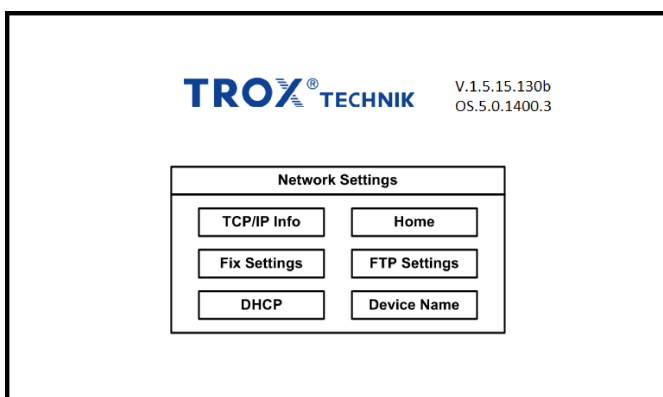 TROX® TECHNIK
V.1.5.15.130b
OS.5.0.1400.3
Network Settings
TCP/IP Info
Home
Fix Settings
FTP Settings
DHCP
Device Name